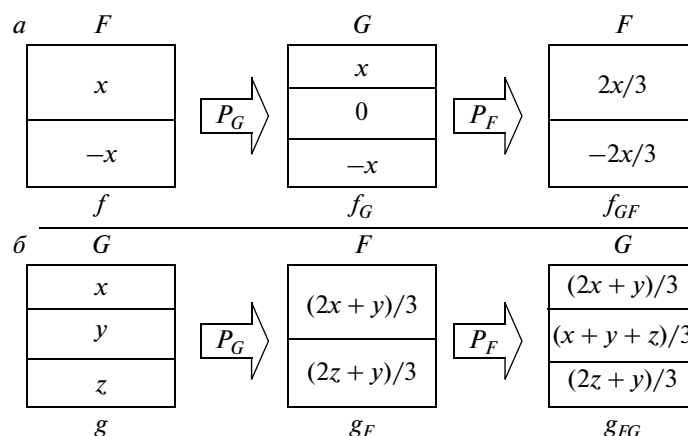 а F G F
x x 2x/3
P_G 0 P_F
−x −x −2x/3
f f_G f_GF
б G F G
x (2x + y)/3 (2x + y)/3
y P_G P_F (x + y + z)/3
z (2z + y)/3 (2z + y)/3
g g_F g_FG